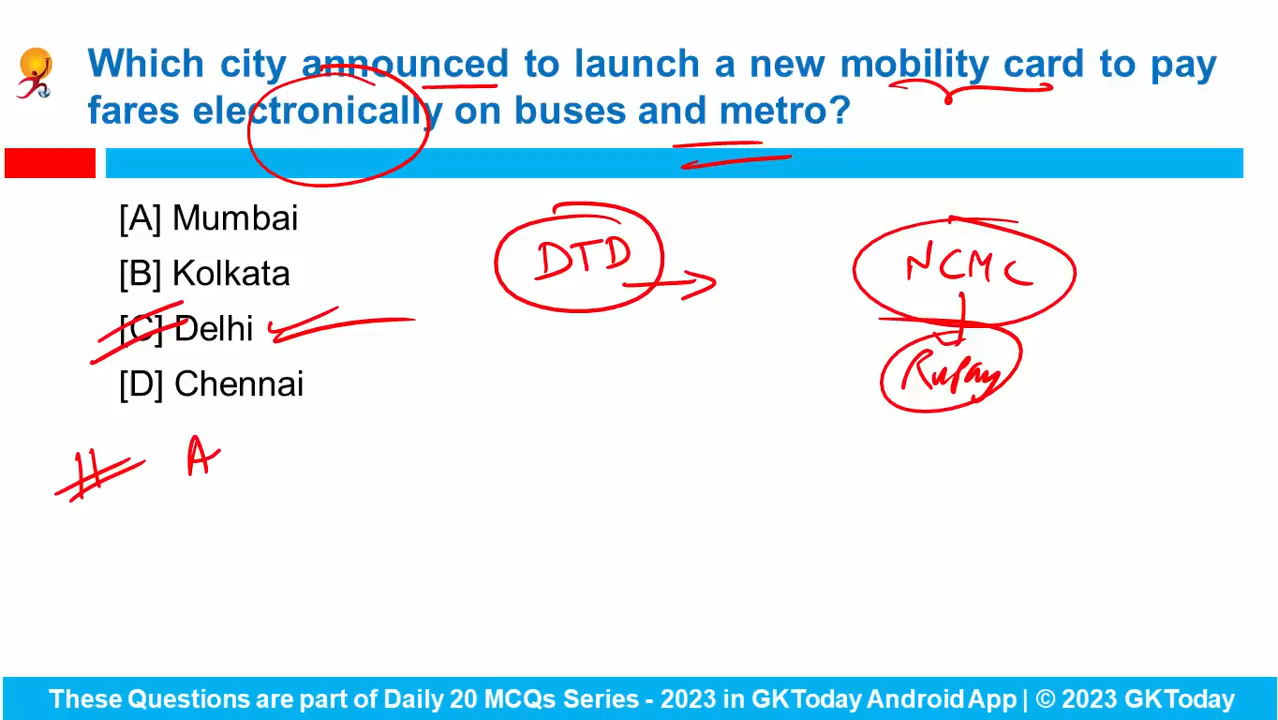 Which city announced to launch a new mobility card to pay
fares electronically on buses and metro?
[A] Mumbai
[B] Kolkata
[C] Delhi
[D] Chennai
DTD
NCMC
Rupay
# A
These Questions are part of Daily 20 MCQs Series - 2023 in GKToday Android App | © 2023 GKToday